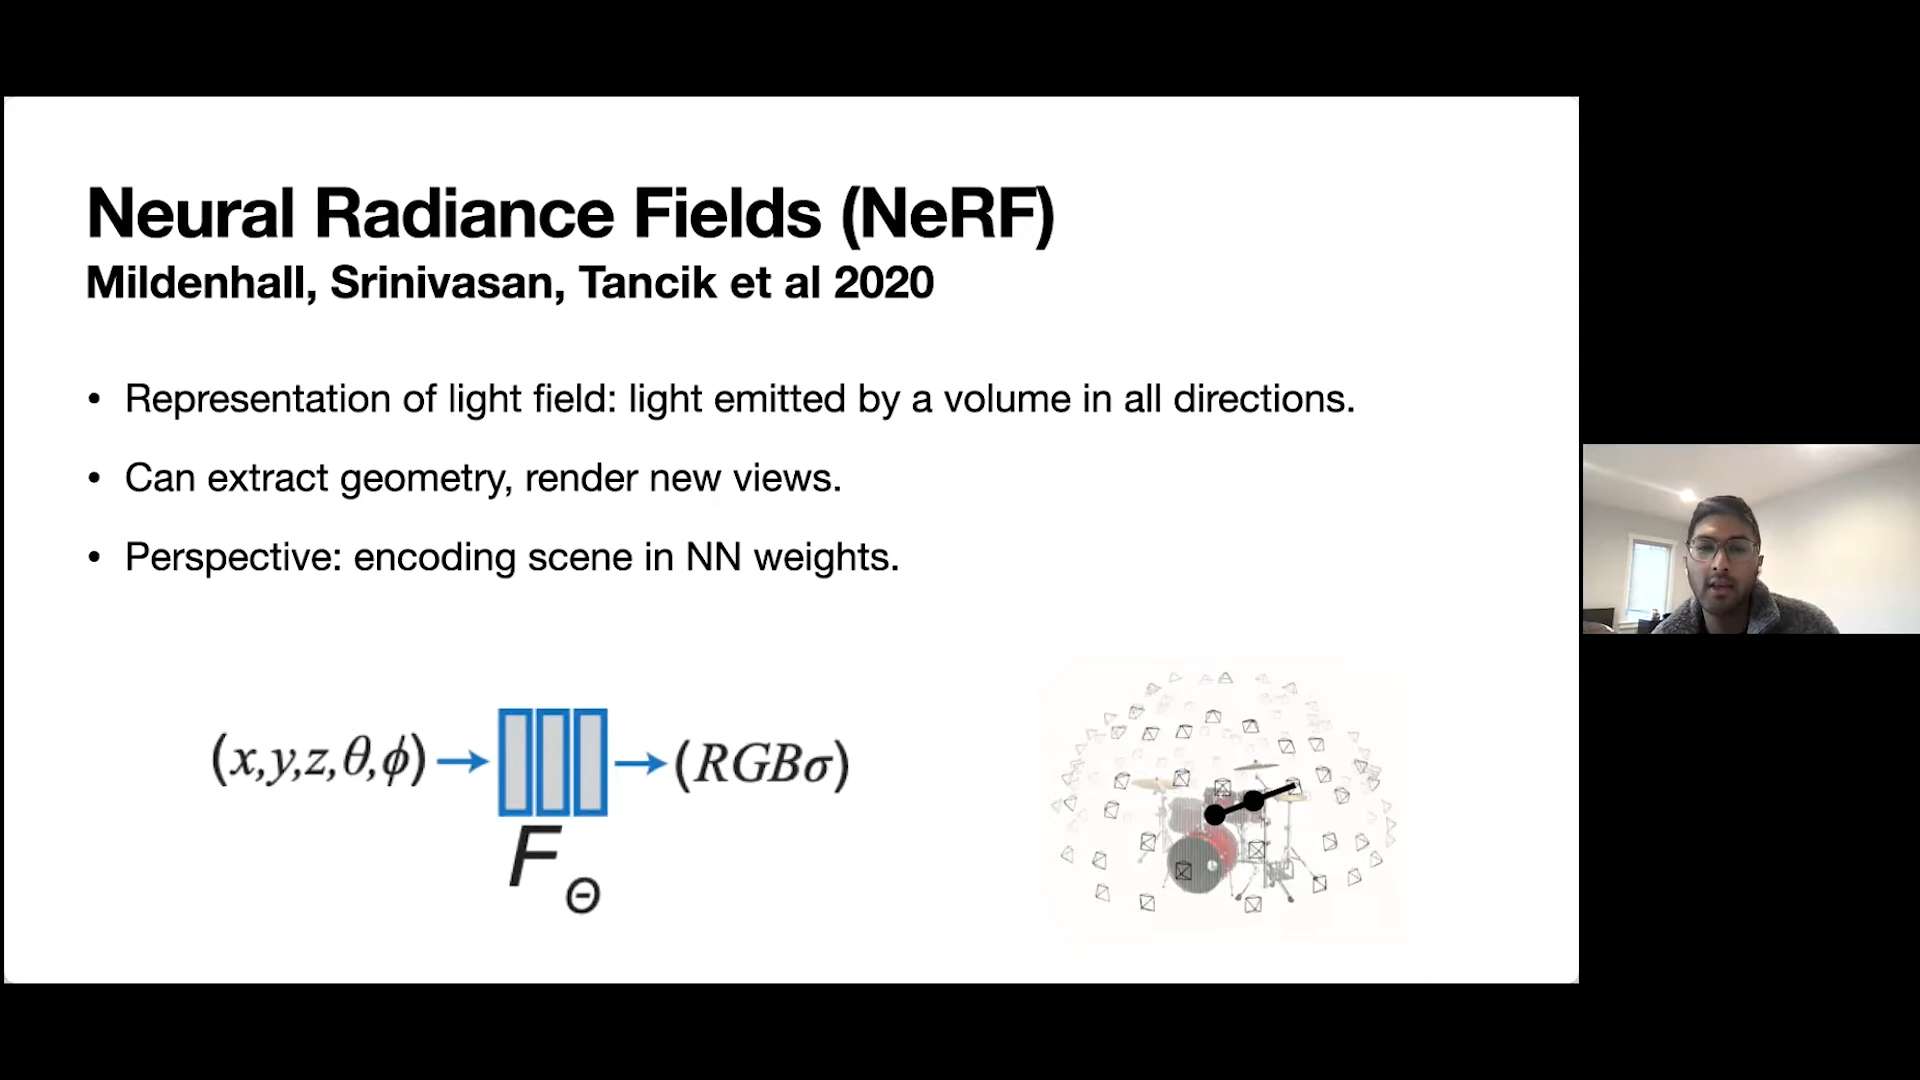 Neural Radiance Fields (NeRF)
Mildenhall, Srinivasan, Tancik et al 2020
• Representation of light field: light emitted by a volume in all directions.
• Can extract geometry, render new views.
• Perspective: encoding scene in NN weights.
(x,y,z,θ,ϕ) → → (RGBσ)
F Θ